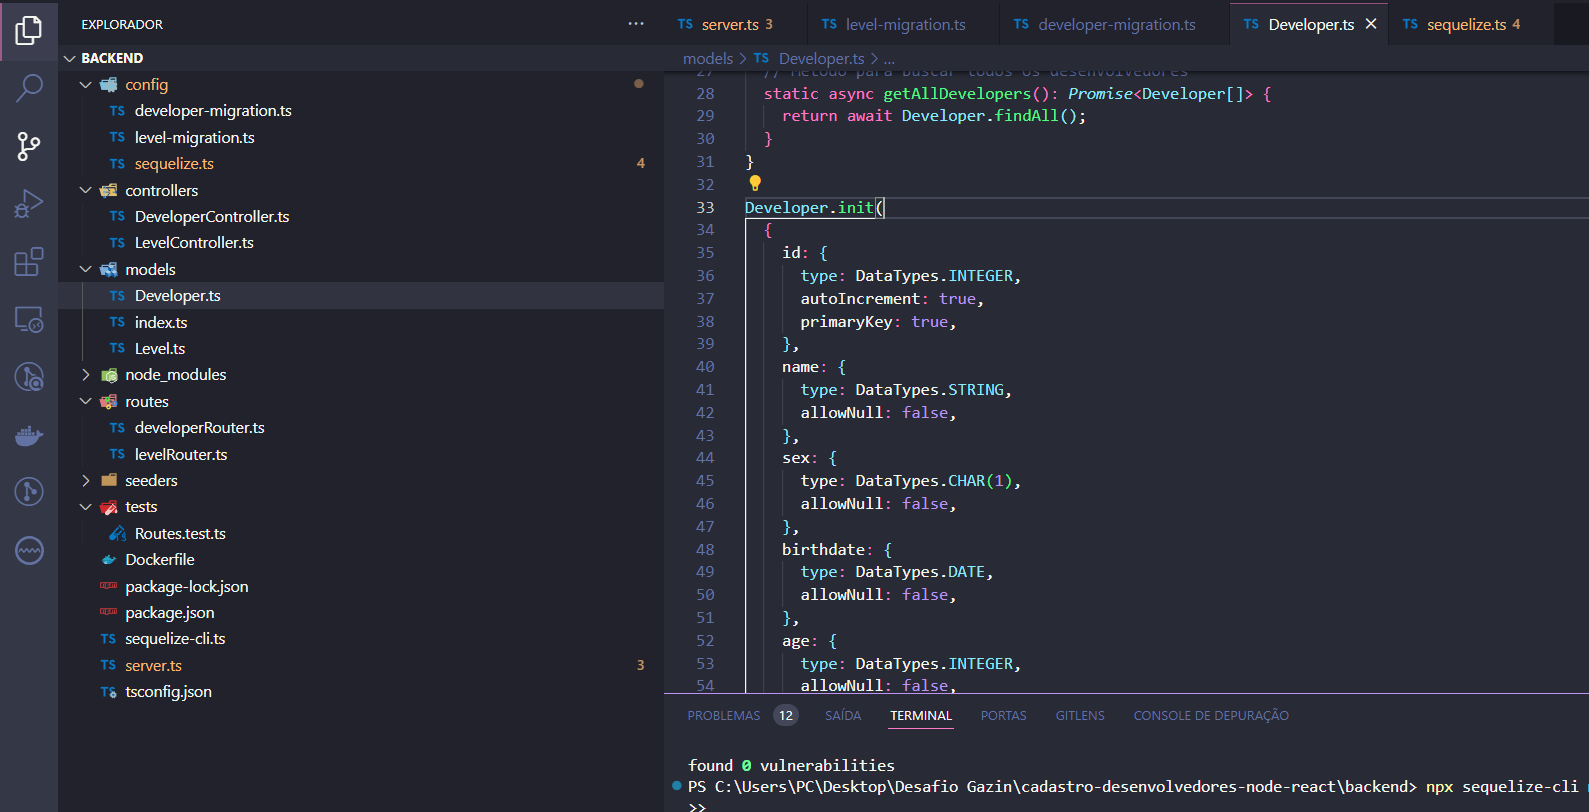 EXPLORADOR ···
BACKEND
config
TS developer-migration.ts
TS level-migration.ts
TS sequelize.ts 4
controllers
TS DeveloperController.ts
TS LevelController.ts
models
TS Developer.ts
TS index.ts
TS Level.ts
node_modules
routes
TS developerRouter.ts
TS levelRouter.ts
seeders
tests
Routes.test.ts
Dockerfile
package-lock.json
package.json
TS sequelize-cli.ts
TS server.ts 3
tsconfig.json
TS server.ts 3 TS level-migration.ts TS developer-migration.ts TS Developer.ts × TS sequelize.ts 4
models > TS Developer.ts > ...
27 // Método para buscar todos os desenvolvedores
28 static async getAllDevelopers(): Promise<Developer[]> {
29 return await Developer.findAll();
30 }
31 }
32
33 Developer.init(
34 {
35 id: {
36 type: DataTypes.INTEGER,
37 autoIncrement: true,
38 primaryKey: true,
39 },
40 name: {
41 type: DataTypes.STRING,
42 allowNull: false,
43 },
44 sex: {
45 type: DataTypes.CHAR(1),
46 allowNull: false,
47 },
48 birthdate: {
49 type: DataTypes.DATE,
50 allowNull: false,
51 },
52 age: {
53 type: DataTypes.INTEGER,
54 allowNull: false,
PROBLEMAS 12 SAÍDA TERMINAL PORTAS GITLENS CONSOLE DE DEPURAÇÃO
found 0 vulnerabilities
PS C:\Users\PC\Desktop\Desafio Gazin\cadastro-desenvolvedores-node-react\backend> npx sequelize-cli
>>